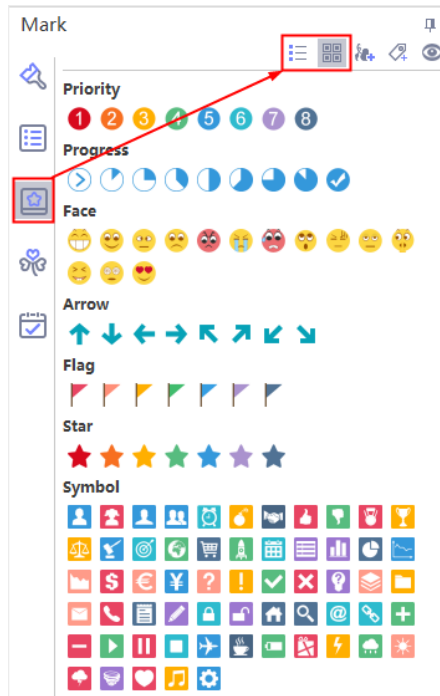 Mark
Priority
1 2 3 4 5 6 7 8
Progress
Face
Arrow
Flag
Star
Symbol